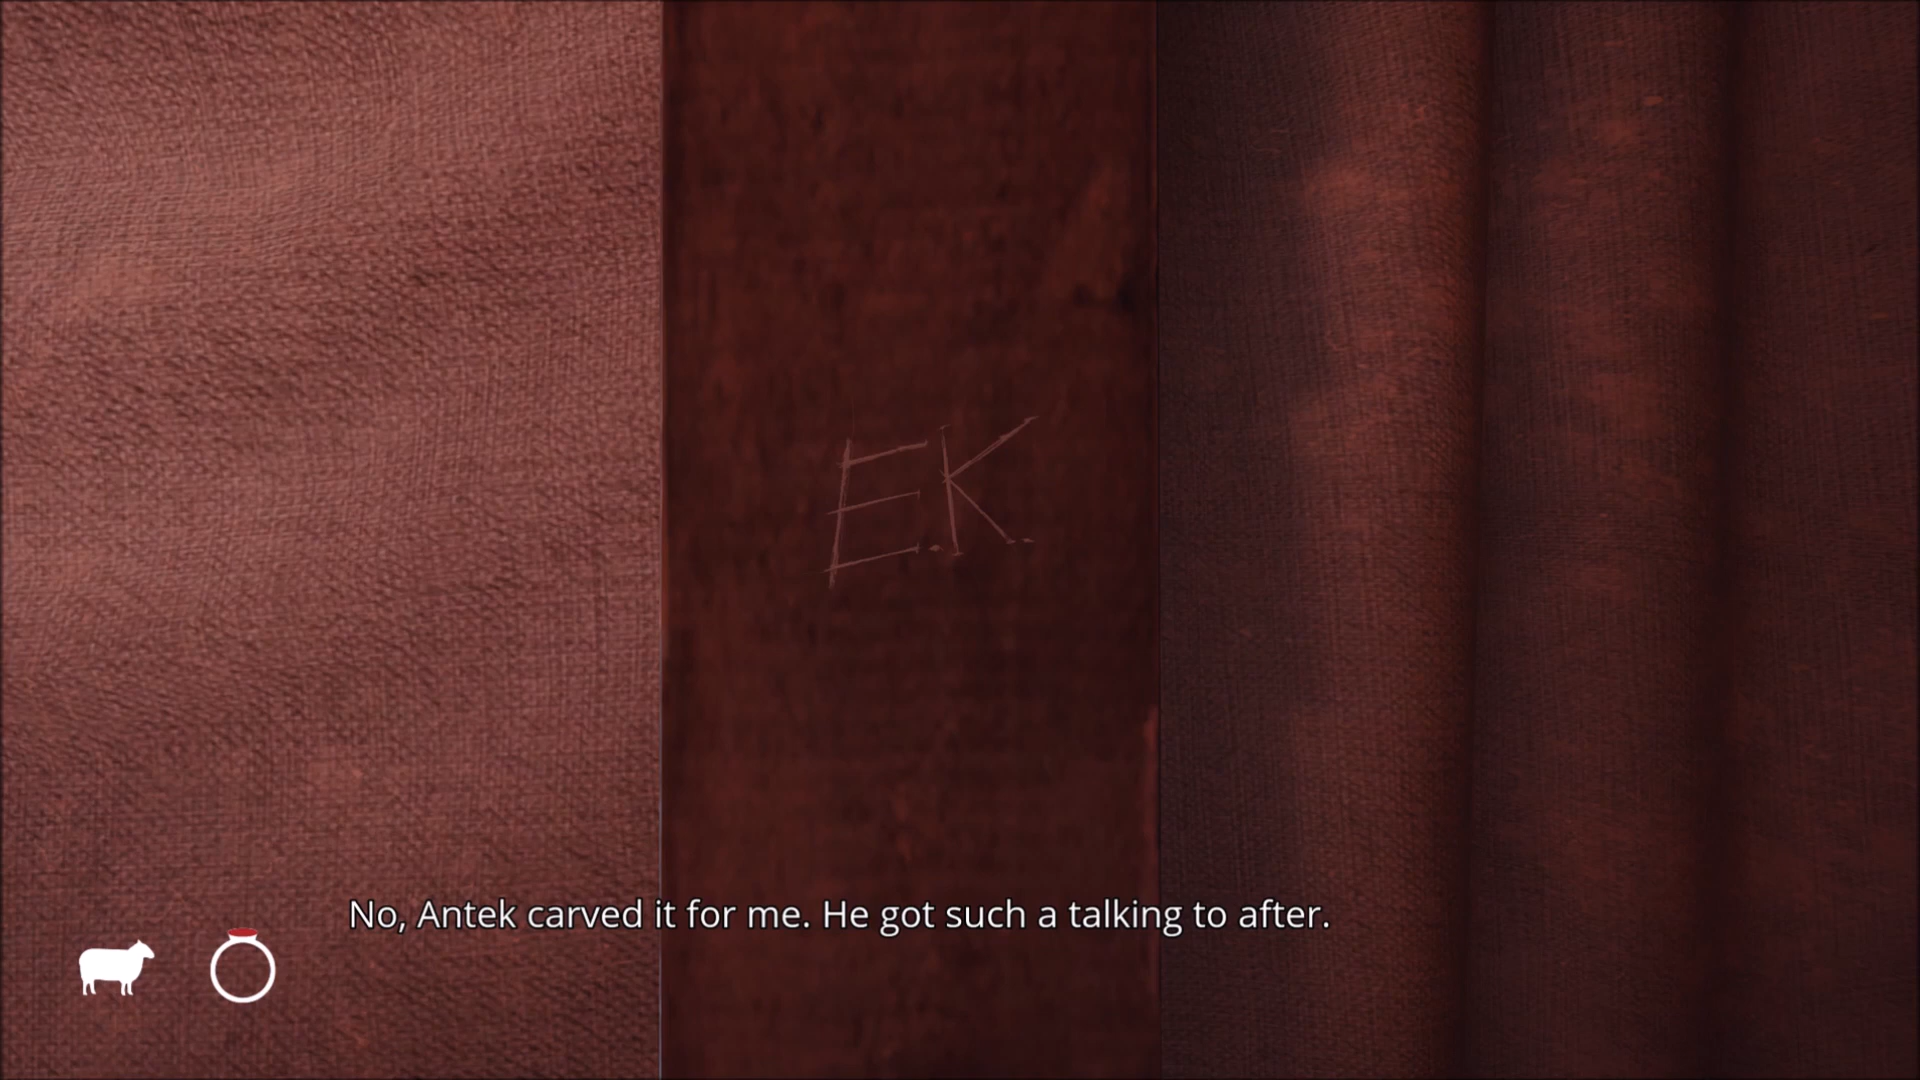 E.K.
No, Antek carved it for me. He got such a talking to after.